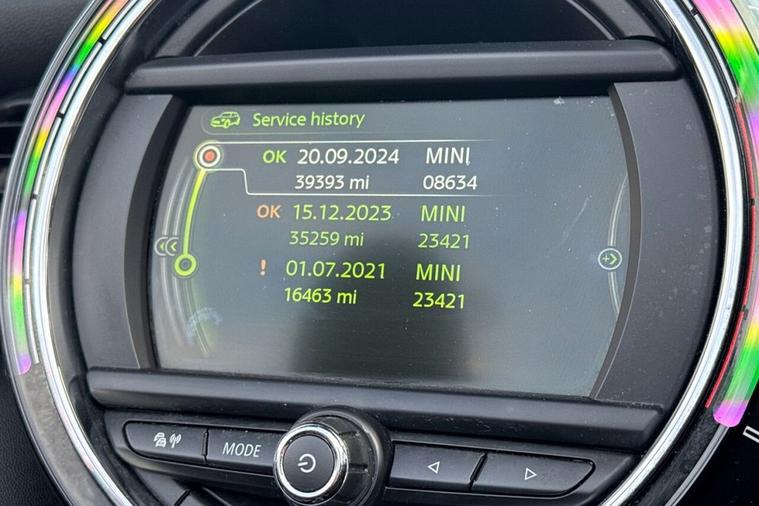 Service history
OK 20.09.2024 MINI
39393 mi 08634
OK 15.12.2023 MINI
35259 mi 23421
! 01.07.2021 MINI
16463 mi 23421
MODE